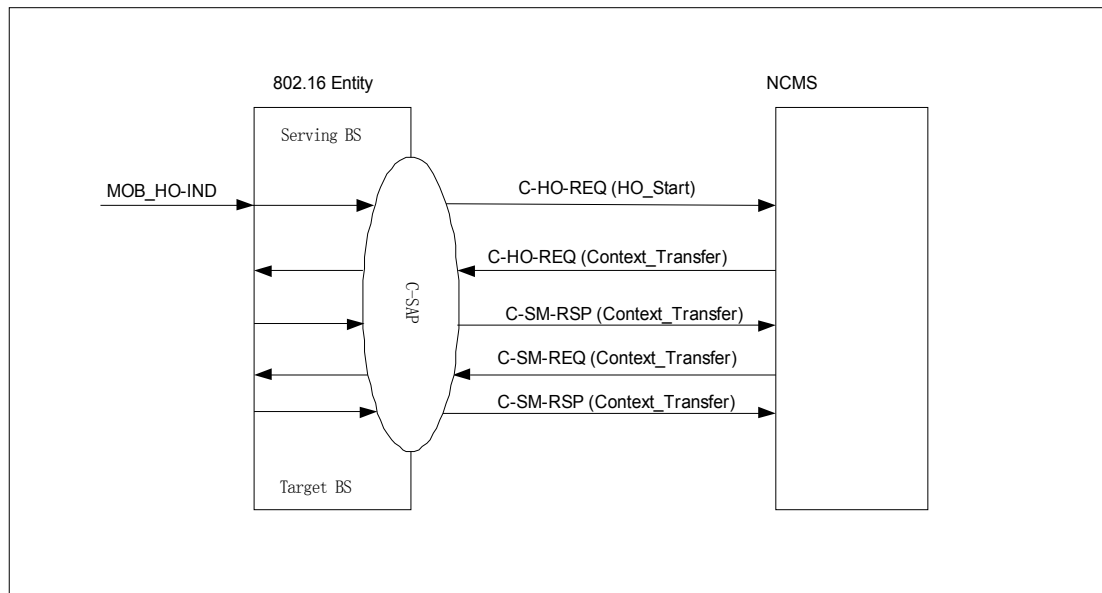 802.16 Entity
NCMS
Serving BS
MOB_HO-IND
C-HO-REQ (HO_Start)
C-HO-REQ (Context_Transfer)
C-SAP
C-SM-RSP (Context_Transfer)
C-SM-REQ (Context_Transfer)
C-SM-RSP (Context_Transfer)
Target BS